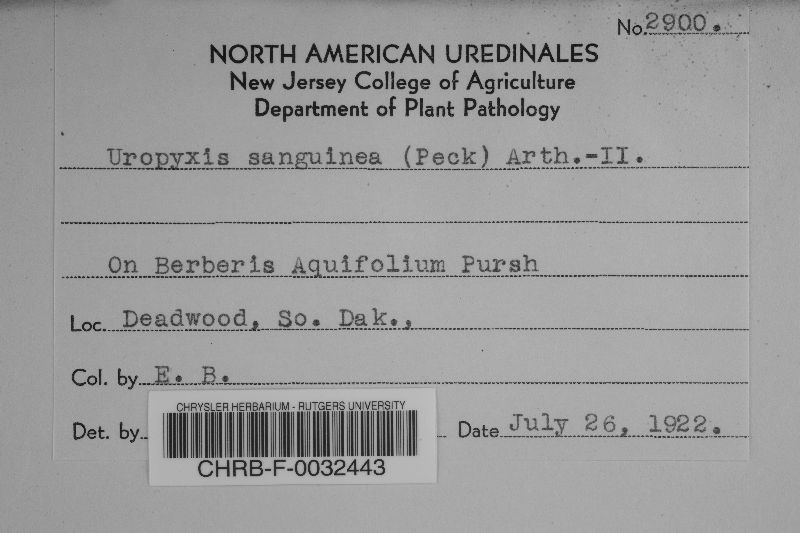 No. 2900.
NORTH AMERICAN UREDINALES
New Jersey College of Agriculture
Department of Plant Pathology
Uropyxis sanguinea (Peck) Arth.-II.
On Berberis Aquifolium Pursh
Loc. Deadwood, So. Dak.,
Col. by E. B.
Det. by
Date July 26, 1922.
CHRYSLER HERBARIUM - RUTGERS UNIVERSITY
CHRB-F-0032443